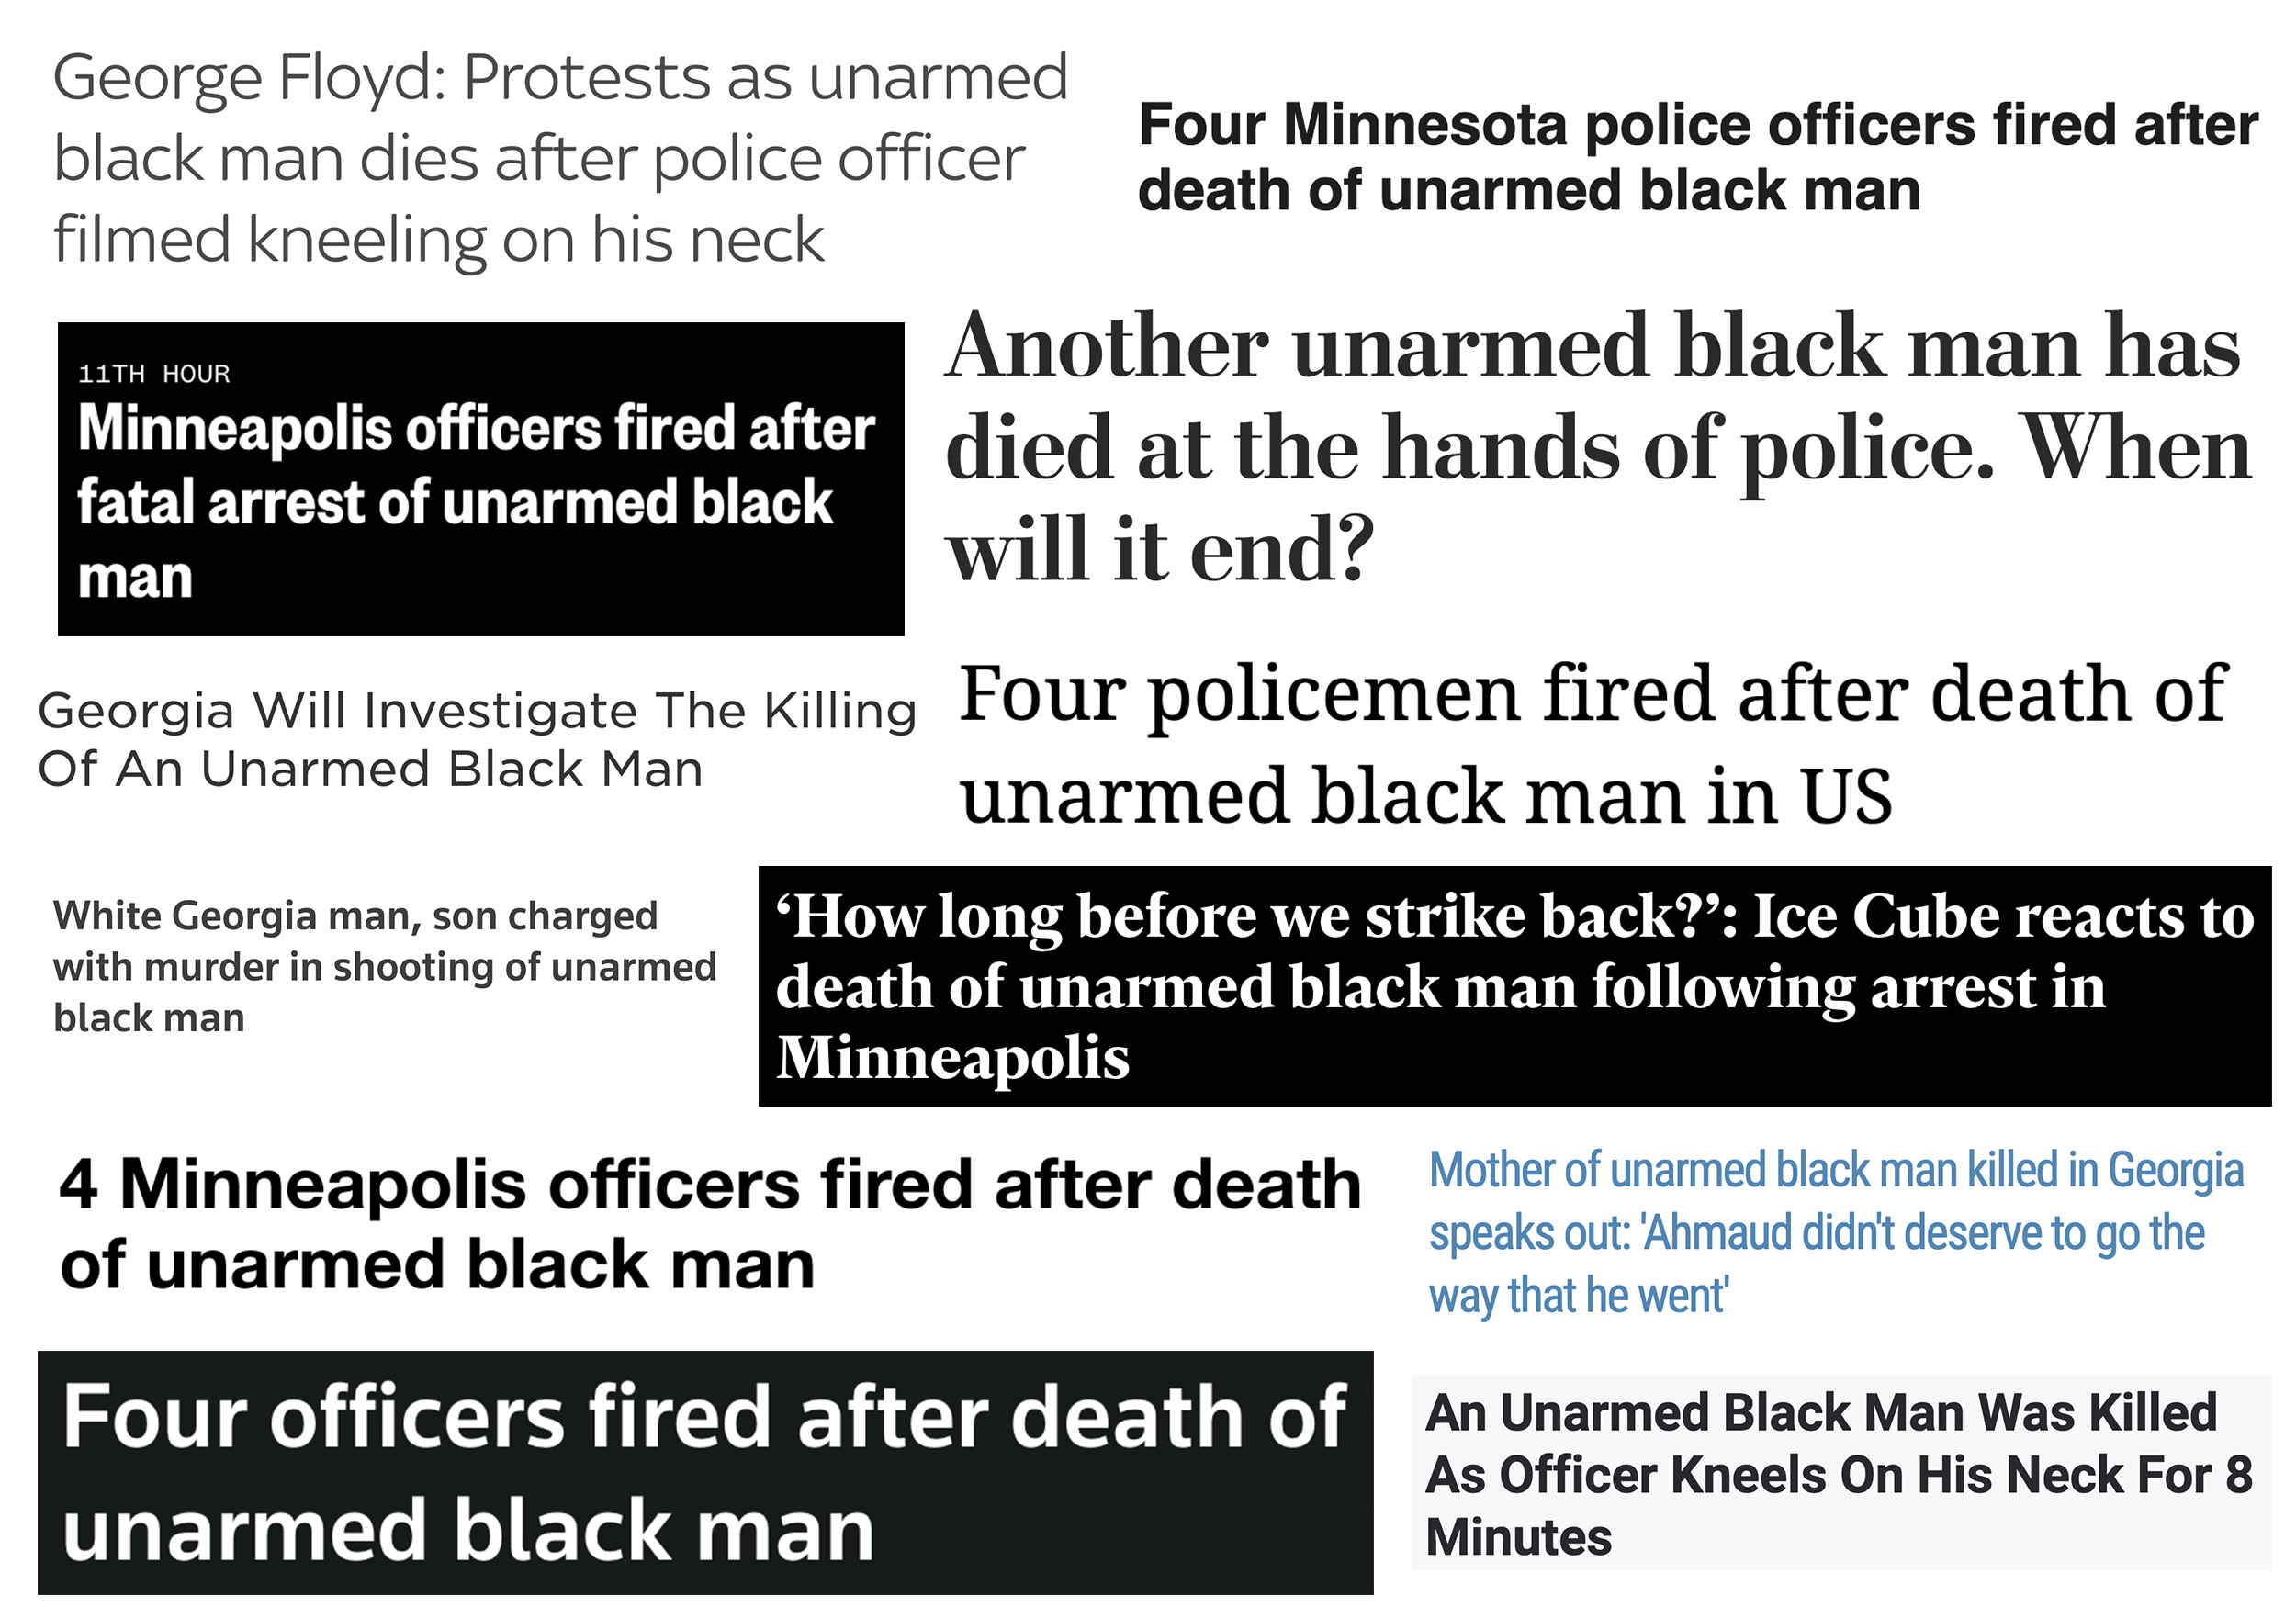 George Floyd: Protests as unarmed
black man dies after police officer
filmed kneeling on his neck
Four Minnesota police officers fired after
death of unarmed black man
11TH HOUR
Minneapolis officers fired after
fatal arrest of unarmed black
man
Another unarmed black man has
died at the hands of police. When
will it end?
Georgia Will Investigate The Killing
Of An Unarmed Black Man
Four policemen fired after death of
unarmed black man in US
White Georgia man, son charged
with murder in shooting of unarmed
black man
‘How long before we strike back?’: Ice Cube reacts to
death of unarmed black man following arrest in
Minneapolis
4 Minneapolis officers fired after death
of unarmed black man
Mother of unarmed black man killed in Georgia
speaks out: 'Ahmaud didn't deserve to go the
way that he went'
Four officers fired after death of
unarmed black man
An Unarmed Black Man Was Killed
As Officer Kneels On His Neck For 8
Minutes